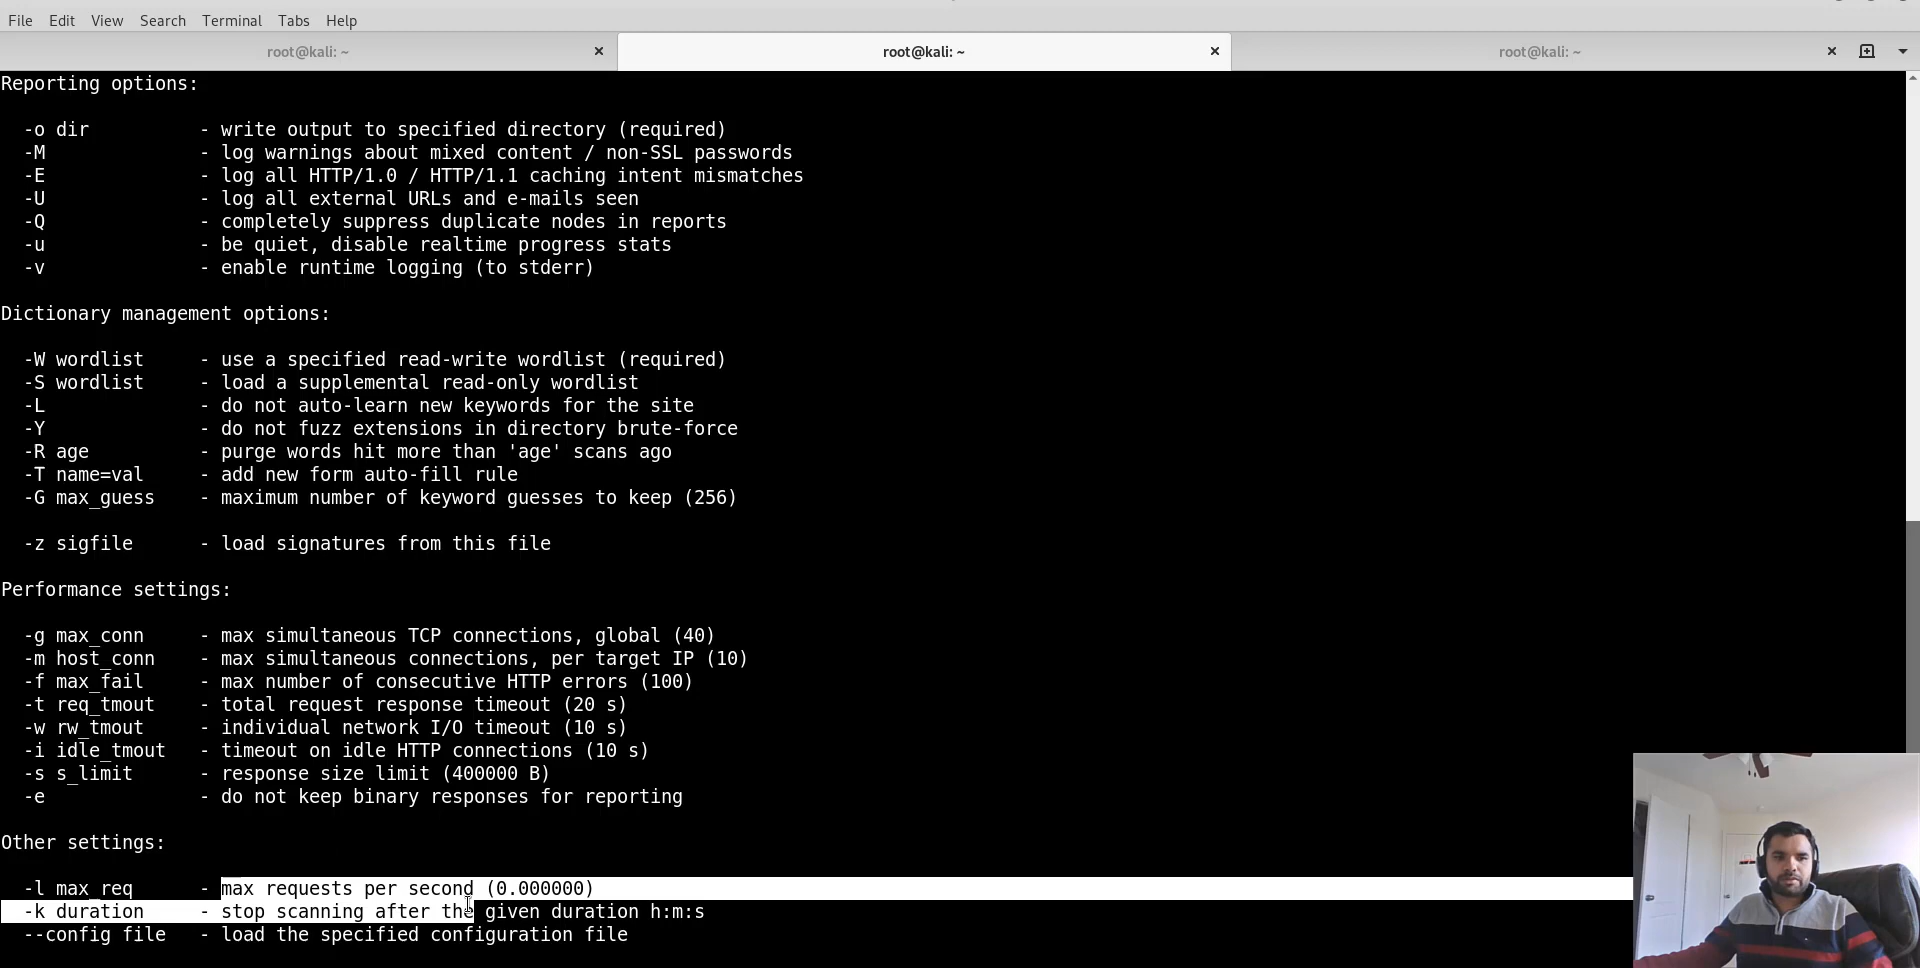 File Edit View Search Terminal Tabs Help
root@kali: ~ root@kali: ~ root@kali: ~
Reporting options:
-o dir - write output to specified directory (required)
-M - log warnings about mixed content / non-SSL passwords
-E - log all HTTP/1.0 / HTTP/1.1 caching intent mismatches
-U - log all external URLs and e-mails seen
-Q - completely suppress duplicate nodes in reports
-u - be quiet, disable realtime progress stats
-v - enable runtime logging (to stderr)
Dictionary management options:
-W wordlist - use a specified read-write wordlist (required)
-S wordlist - load a supplemental read-only wordlist
-L - do not auto-learn new keywords for the site
-Y - do not fuzz extensions in directory brute-force
-R age - purge words hit more than 'age' scans ago
-T name=val - add new form auto-fill rule
-G max_guess - maximum number of keyword guesses to keep (256)
-z sigfile - load signatures from this file
Performance settings:
-g max_conn - max simultaneous TCP connections, global (40)
-m host_conn - max simultaneous connections, per target IP (10)
-f max_fail - max number of consecutive HTTP errors (100)
-t req_tmout - total request response timeout (20 s)
-w rw_tmout - individual network I/O timeout (10 s)
-i idle_tmout - timeout on idle HTTP connections (10 s)
-s s_limit - response size limit (400000 B)
-e - do not keep binary responses for reporting
Other settings:
-l max_req - max requests per second (0.000000)
-k duration - stop scanning after the given duration h:m:s
--config file - load the specified configuration file